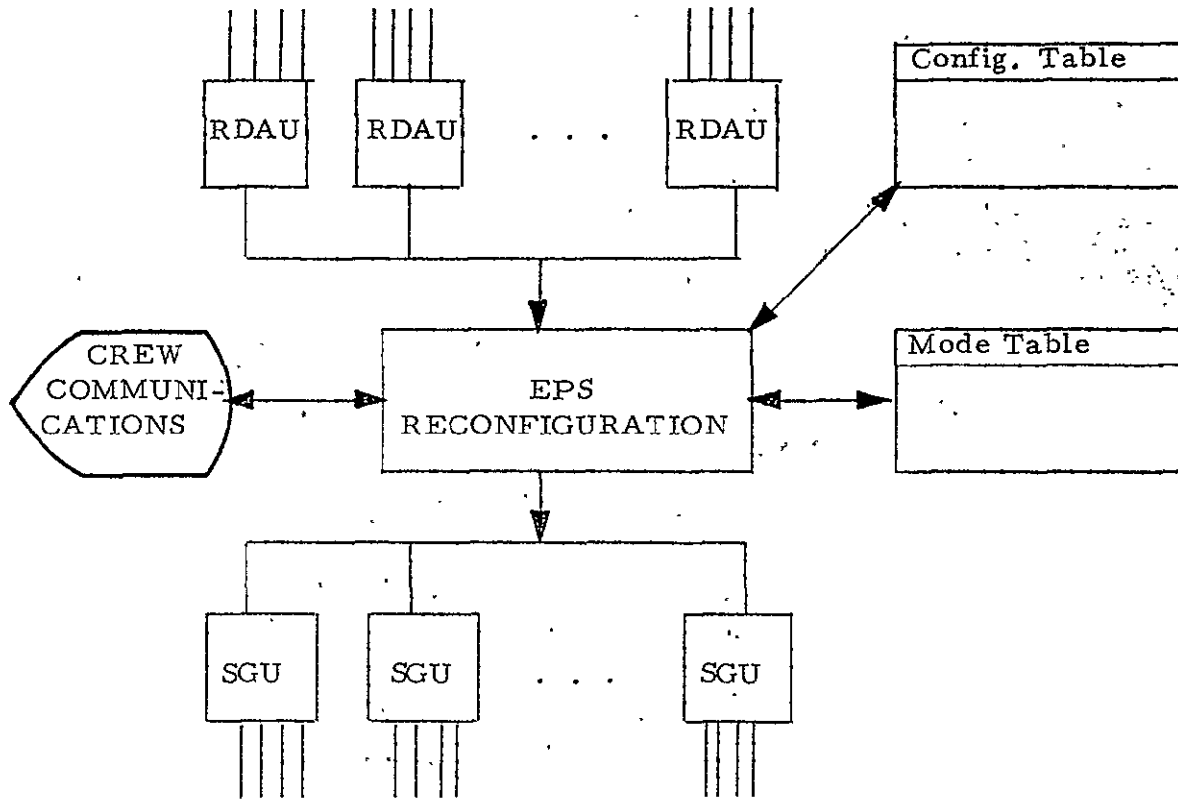 RDAU RDAU . . . RDAU
Config. Table
CREW
COMMUNI-
CATIONS
EPS
RECONFIGURATION
Mode Table
SGU SGU . . . SGU